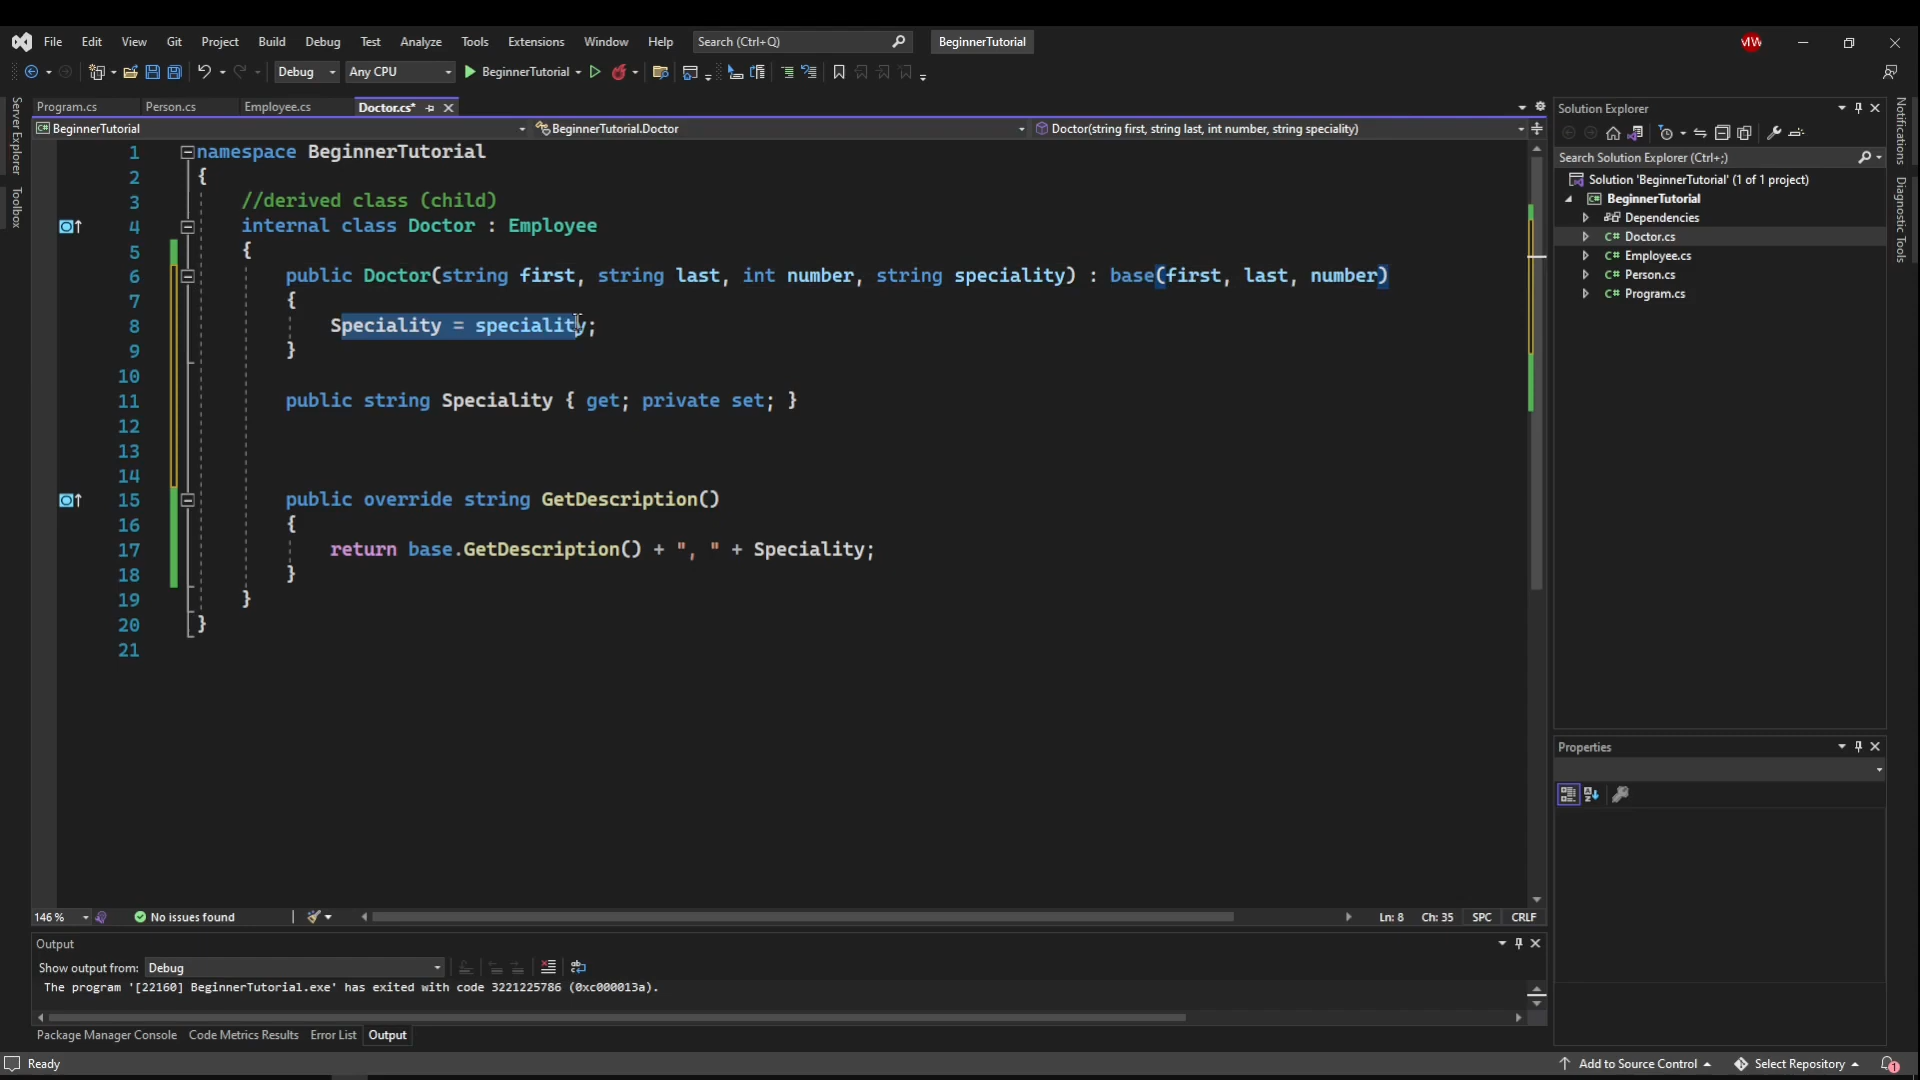 File Edit View Git Project Build Debug Test Analyze Tools Extensions Window Help Search (Ctrl+Q) BeginnerTutorial MW
Debug Any CPU BeginnerTutorial
Program.cs Person.cs Employee.cs Doctor.cs*
BeginnerTutorial BeginnerTutorial.Doctor Doctor(string first, string last, int number, string speciality)
1 namespace BeginnerTutorial
2 {
3 //derived class (child)
4 internal class Doctor : Employee
5 {
6 public Doctor(string first, string last, int number, string speciality) : base(first, last, number)
7 {
8 Speciality = speciality;
9 }
10
11 public string Speciality { get; private set; }
12
13
14
15 public override string GetDescription()
16 {
17 return base.GetDescription() + ", " + Speciality;
18 }
19 }
20 }
21
146 % No issues found Ln: 8 Ch: 35 SPC CRLF
Output
Show output from: Debug
The program '[22160] BeginnerTutorial.exe' has exited with code 3221225786 (0xc000013a).
Package Manager Console Code Metrics Results Error List Output
Ready Add to Source Control Select Repository 1
Server Explorer
Toolbox
Solution Explorer
Search Solution Explorer (Ctrl+;)
Solution 'BeginnerTutorial' (1 of 1 project)
BeginnerTutorial
Dependencies
C# Doctor.cs
C# Employee.cs
C# Person.cs
C# Program.cs
Properties
Notifications
Diagnostic Tools